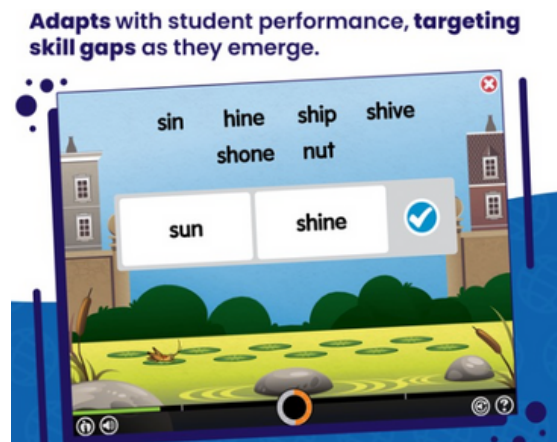 Adapts with student performance, targeting
skill gaps as they emerge.
sin hine ship shive
shone nut
sun shine
?